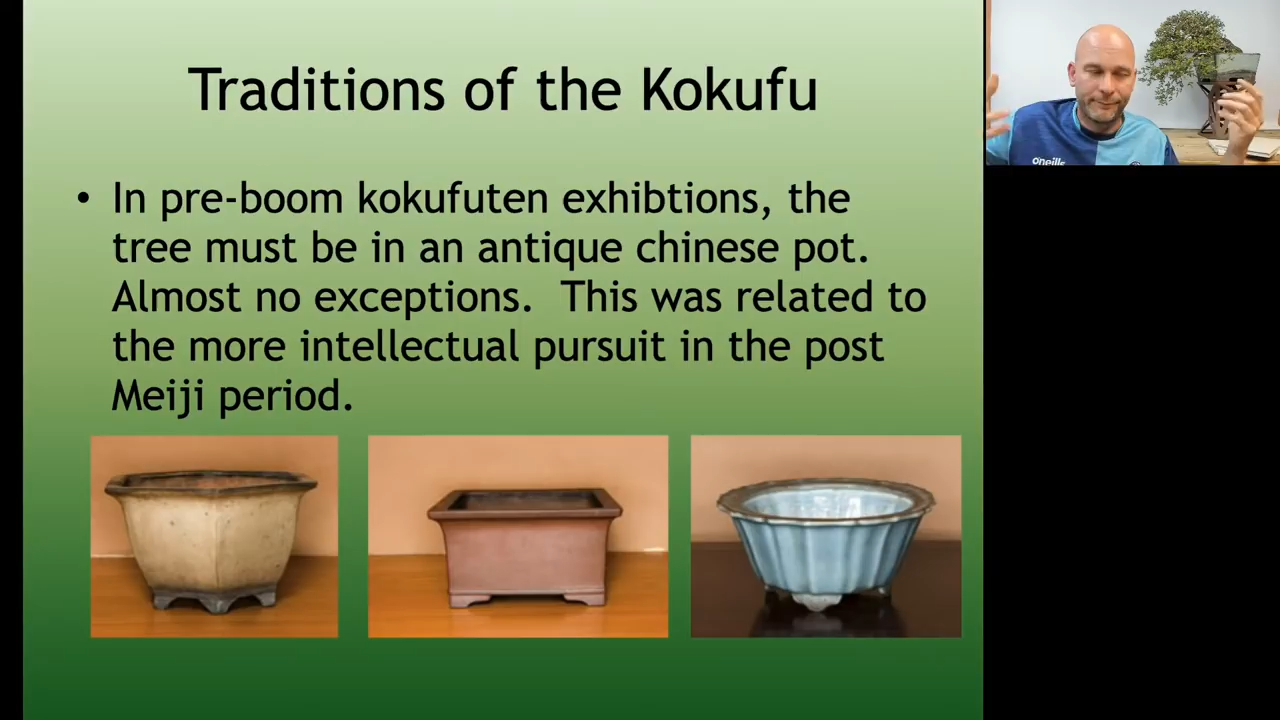 Traditions of the Kokufu
• In pre-boom kokufuten exhibtions, the
tree must be in an antique chinese pot.
Almost no exceptions.  This was related to
the more intellectual pursuit in the post
Meiji period.
o'neills